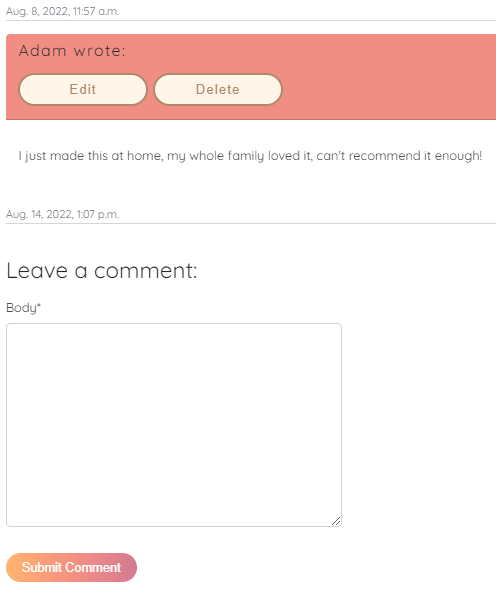 Aug. 8, 2022, 11:57 a.m.
Adam wrote:
Edit Delete
I just made this at home, my whole family loved it, can't recommend it enough!
Aug. 14, 2022, 1:07 p.m.
Leave a comment:
Body*
Submit Comment